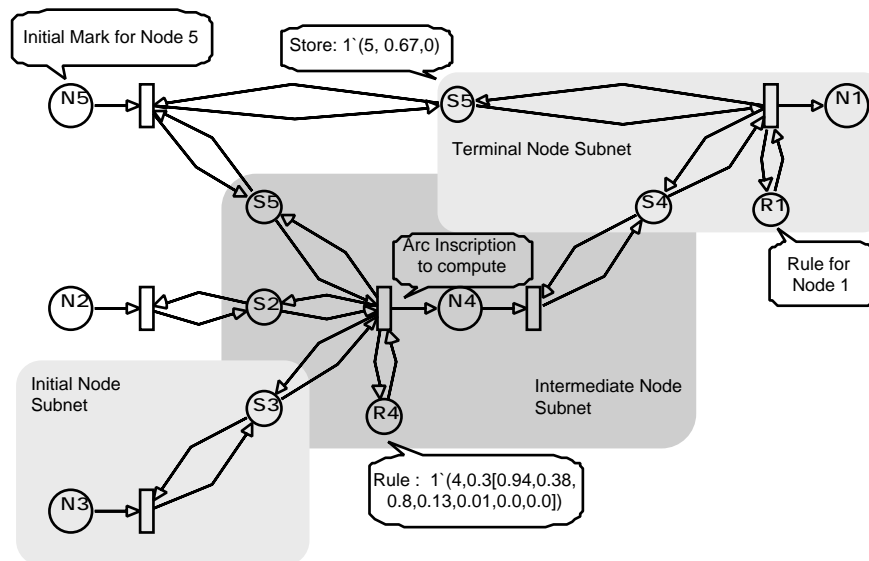 Initial Mark for Node 5
Store: 1`(5, 0.67,0)
N5
S5
N1
Terminal Node Subnet
S5
S4
R1
Arc Inscription
to compute
Rule for
Node 1
N2
S2
N4
Initial Node
Subnet
S3
R4
Intermediate Node
Subnet
Rule :  1`(4,0.3[0.94,0.38,
0.8,0.13,0.01,0.0,0.0])
N3